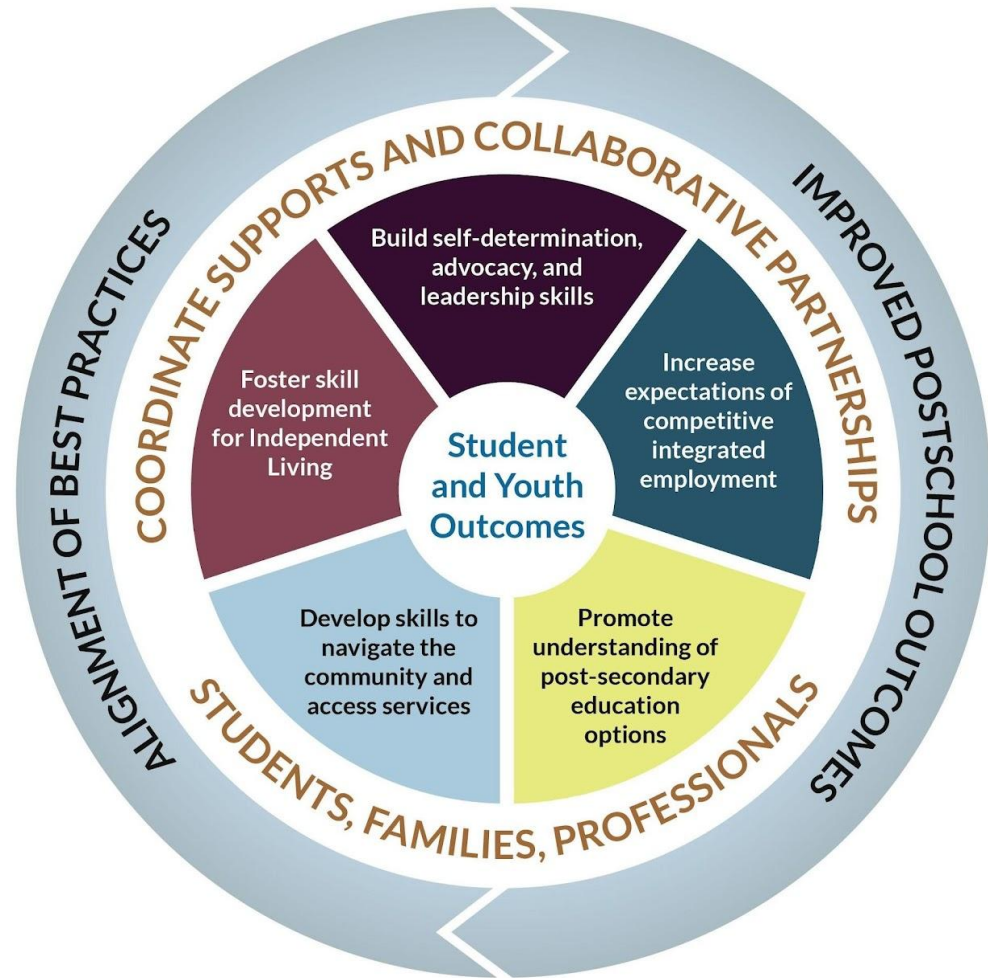 ALIGNMENT OF BEST PRACTICES
IMPROVED POSTSCHOOL OUTCOMES
COORDINATE SUPPORTS AND COLLABORATIVE PARTNERSHIPS
Build self-determination,
advocacy, and
leadership skills
Increase
expectations of
competitive
integrated
employment
Promote
understanding of
post-secondary
education
options
Develop skills to
navigate the
community and
access services
Foster skill
development
for Independent
Living
Student
and Youth
Outcomes
STUDENTS, FAMILIES, PROFESSIONALS